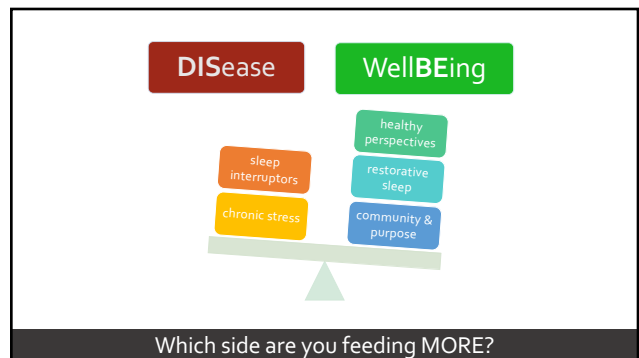 DISease
WellBEing
healthy
perspectives
sleep
interruptors
restorative
sleep
chronic stress
community &
purpose
Which side are you feeding MORE?